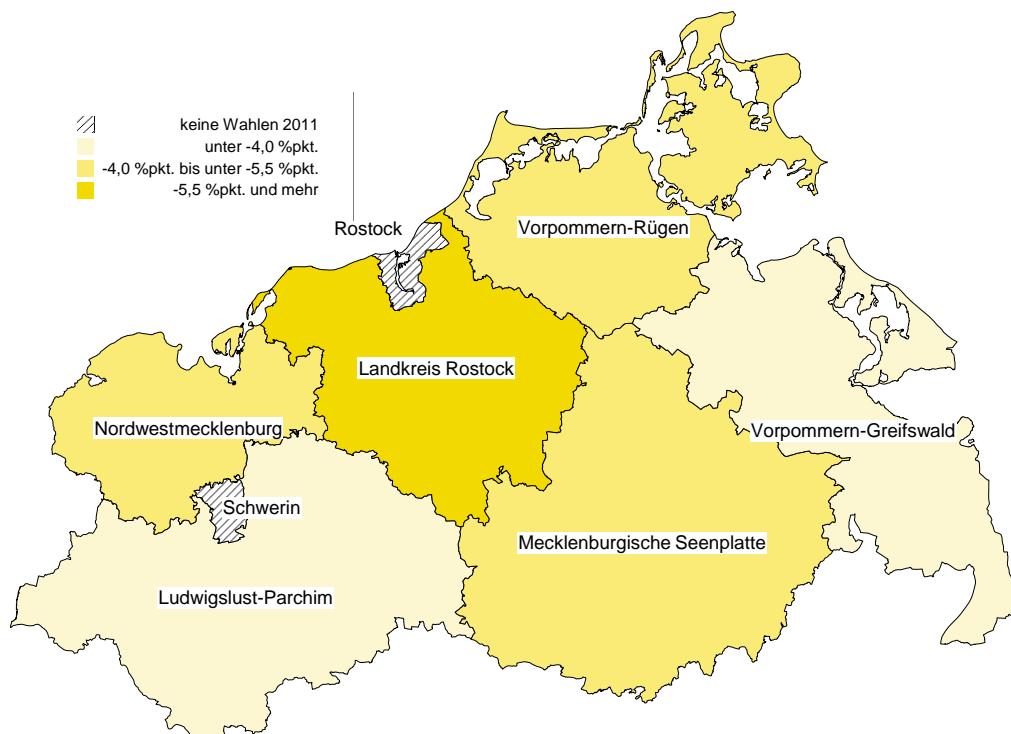 keine Wahlen 2011
unter -4,0 %pkt.
-4,0 %pkt. bis unter -5,5 %pkt.
-5,5 %pkt. und mehr
Rostock
Vorpommern-Rügen
Landkreis Rostock
Nordwestmecklenburg
Vorpommern-Greifswald
Schwerin
Mecklenburgische Seenplatte
Ludwigslust-Parchim